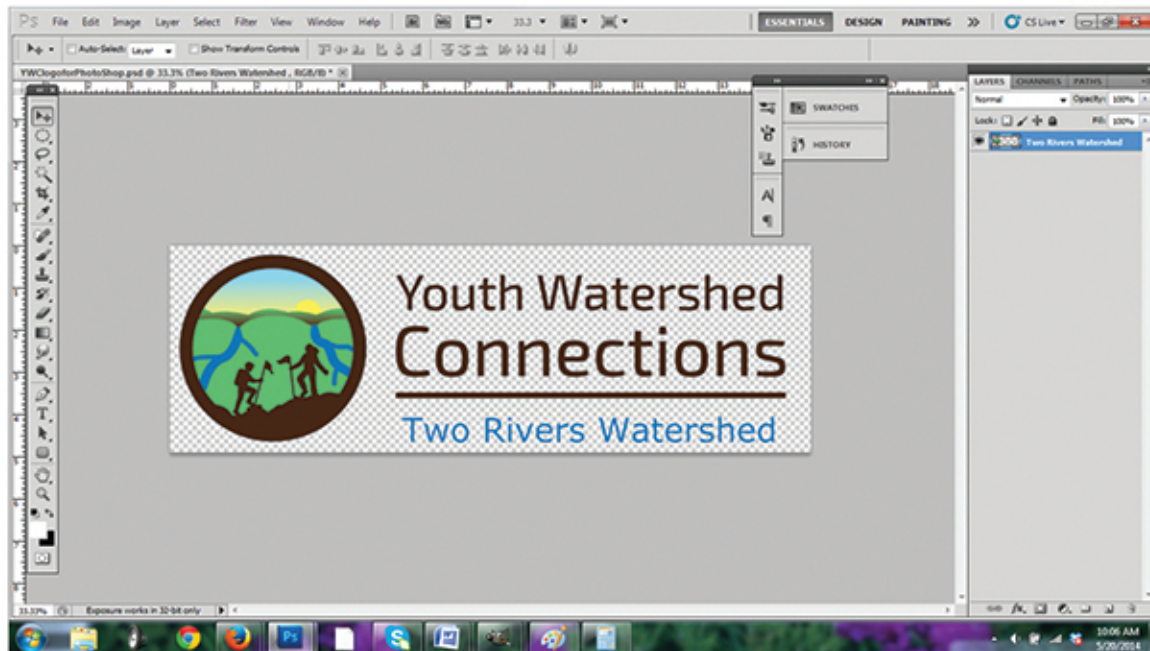 PS File Edit Image Layer Select Filter View Window Help Br Mb 33.3 ESSENTIALS DESIGN PAINTING CS Live
Auto-Select: Layer Show Transform Controls
YWClogoforPhotoShop.psd @ 33.3% (Two Rivers Watershed , RGB/8) *
SWATCHES
HISTORY
LAYERS CHANNELS PATHS
Normal Opacity: 100%
Lock: Fill: 100%
Two Rivers Watershed
Youth Watershed
Connections
Two Rivers Watershed
33.33% Exposure works in 32-bit only
Ps
10:06 AM
5/20/2014